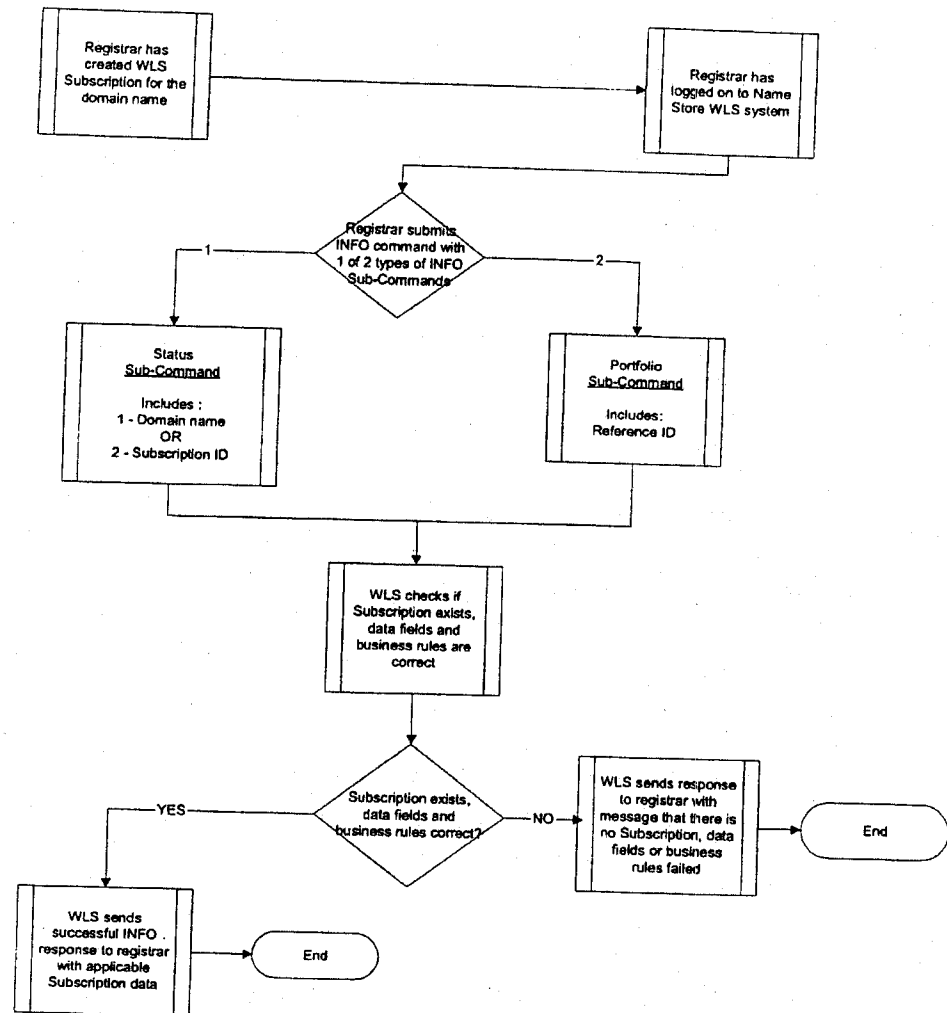 Registrar has
created WLS
Subscription for the
domain name
Registrar has
logged on to Name
Store WLS system
Registrar submits
INFO command with
1 of 2 types of INFO
Sub-Commands
1
2
Status
Sub-Command
Includes :
1 - Domain name
OR
2 - Subscription ID
Portfolio
Sub-Command
Includes:
Reference ID
WLS checks if
Subscription exists,
data fields and
business rules are
correct
Subscription exists,
data fields and
business rules correct?
YES
NO
WLS sends response
to registrar with
message that there is
no Subscription, data
fields or business
rules failed
End
WLS sends
successful INFO
response to registrar
with applicable
Subscription data
End